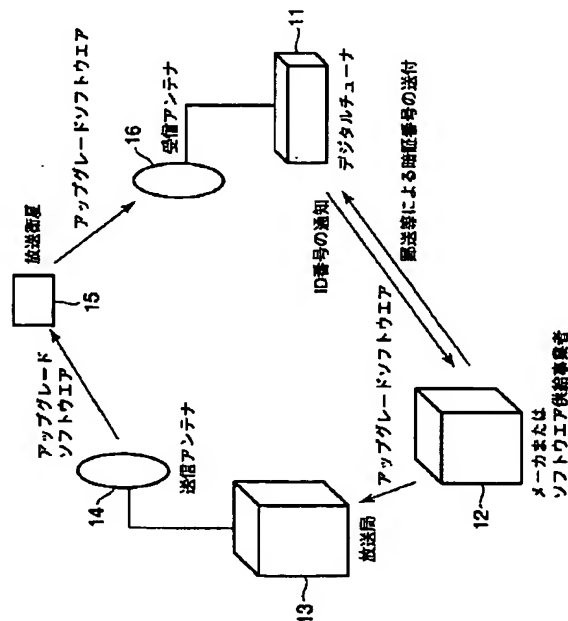 アップグレード
ソフトウエア
放送衛星
15
アップグレードソフトウエア
16
受信アンテナ
11
デジタルチューナ
ID番号の通知
郵送等による暗証番号の送付
14
送信アンテナ
13
放送局
アップグレードソフトウエア
12
メーカまたは
ソフトウエア供給事業者